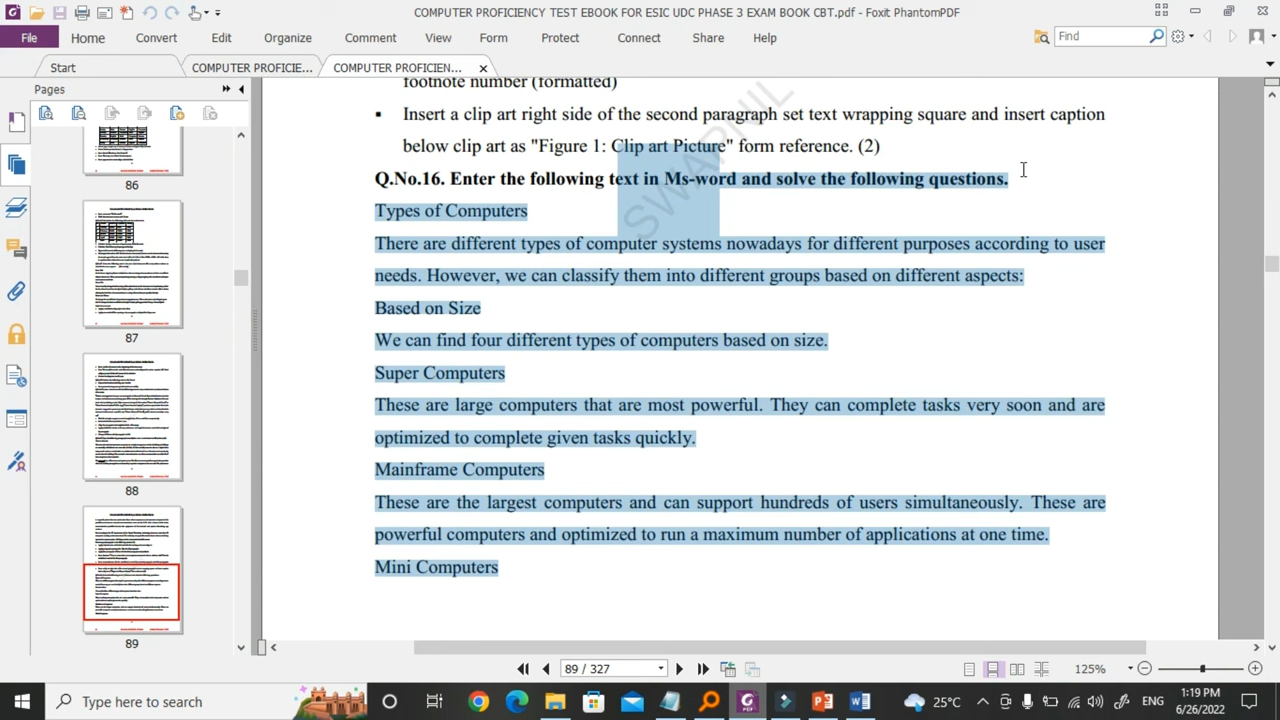 COMPUTER PROFICIENCY TEST EBOOK FOR ESIC UDC PHASE 3 EXAM BOOK CBT.pdf - Foxit PhantomPDF
File Home Convert Edit Organize Comment View Form Protect Connect Share Help Find
Start COMPUTER PROFICIE... COMPUTER PROFICIEN...
Pages
86
87
88
89
footnote number (formatted)
▪ Insert a clip art right side of the second paragraph set text wrapping square and insert caption
below clip art as "Figure 1: Clip art Picture" form reference. (2)
Q.No.16. Enter the following text in Ms-word and solve the following questions.
Types of Computers
There are different types of computer systems nowadays for different purposes according to user
needs. However, we can classify them into different groups based on different aspects:
Based on Size
We can find four different types of computers based on size.
Super Computers
These are large computers that are most powerful. They can complete tasks very soon and are
optimized to complete given tasks quickly.
Mainframe Computers
These are the largest computers and can support hundreds of users simultaneously. These are
powerful computers and optimized to run a maximum number of applications at one time.
Mini Computers
SWAPNIL
89 / 327
125%
Type here to search
25°C
ENG
1:19 PM
6/26/2022